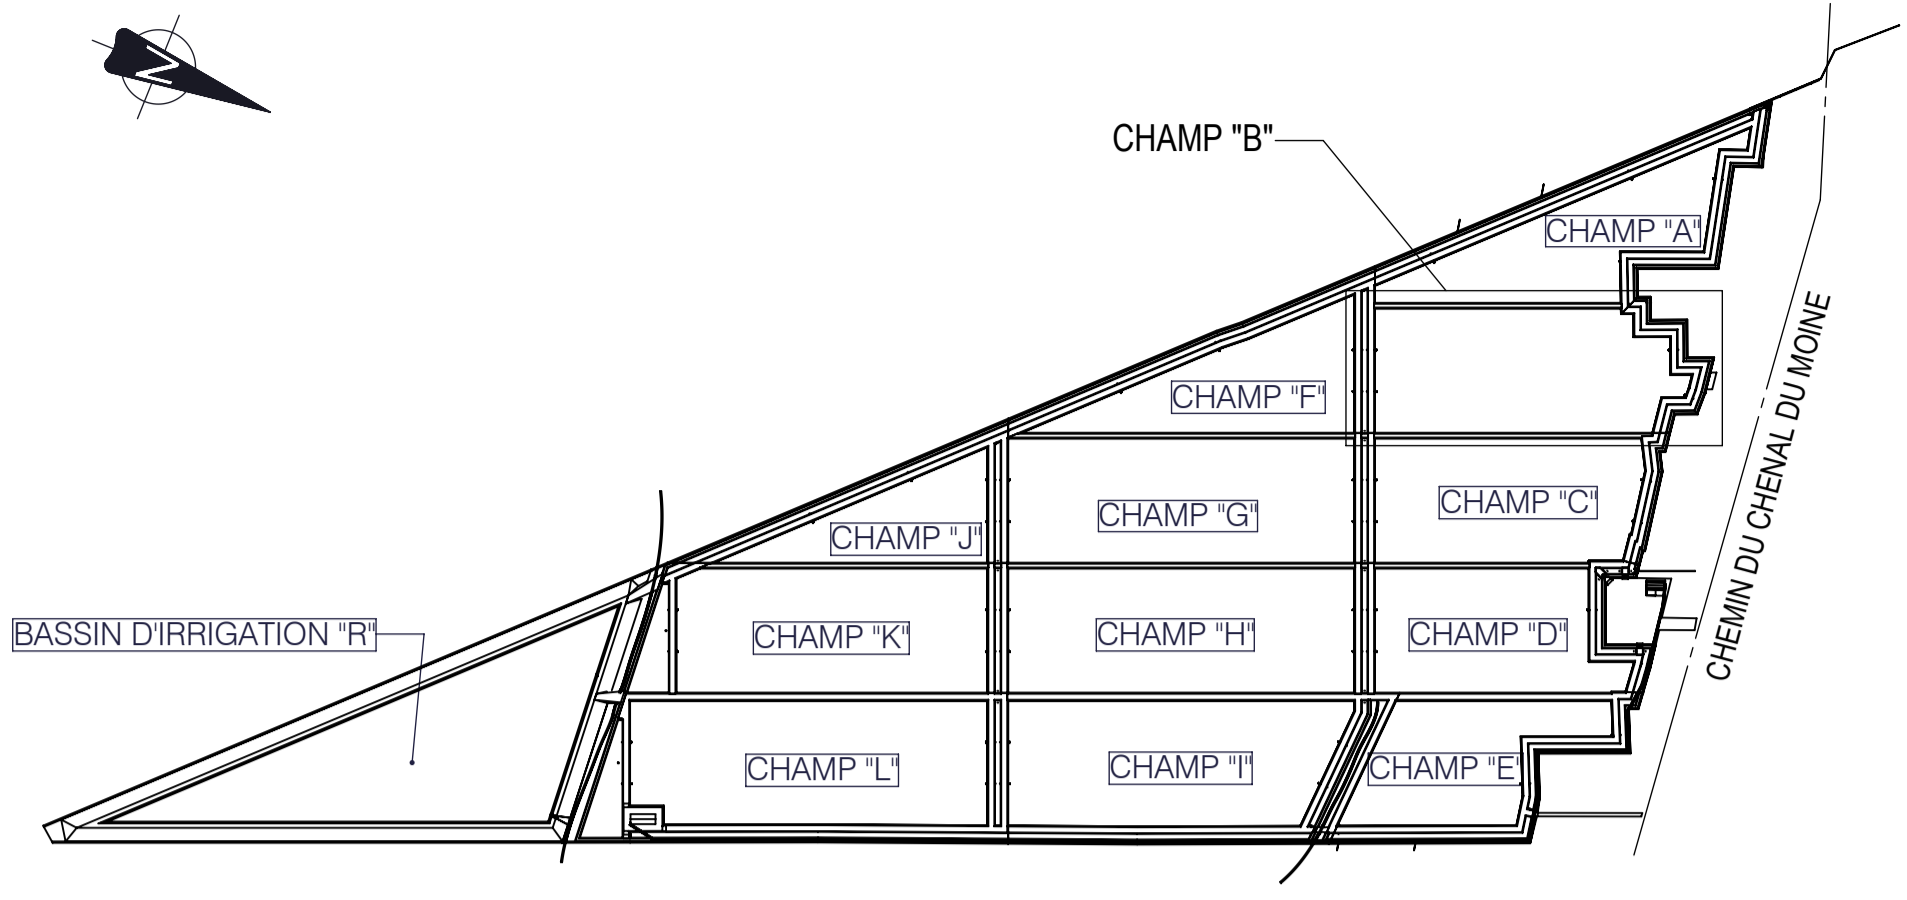 N
CHAMP "B"
CHAMP "A"
CHAMP "F"
CHAMP "C"
CHAMP "G"
CHAMP "J"
CHEMIN DU CHENAL DU MOINE
BASSIN D'IRRIGATION "R"
CHAMP "K"
CHAMP "H"
CHAMP "D"
CHAMP "L"
CHAMP "I"
CHAMP "E"